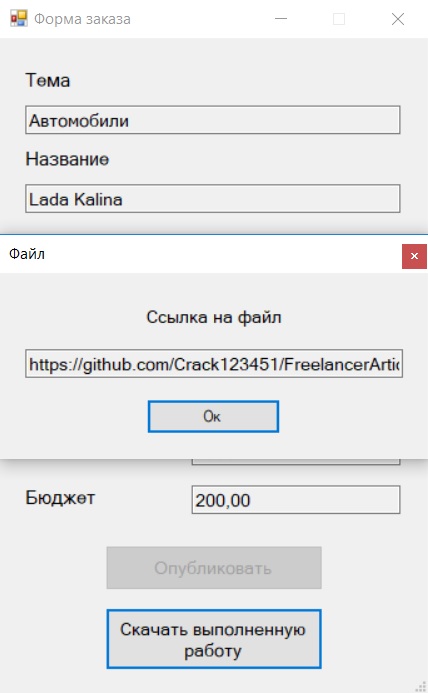 Форма заказа
Тема
Автомобили
Название
Lada Kalina
Файл
Ссылка на файл
https://github.com/Crack123451/FreelancerArtic
Ок
Бюджет
200,00
Опубликовать
Скачать выполненную
работу